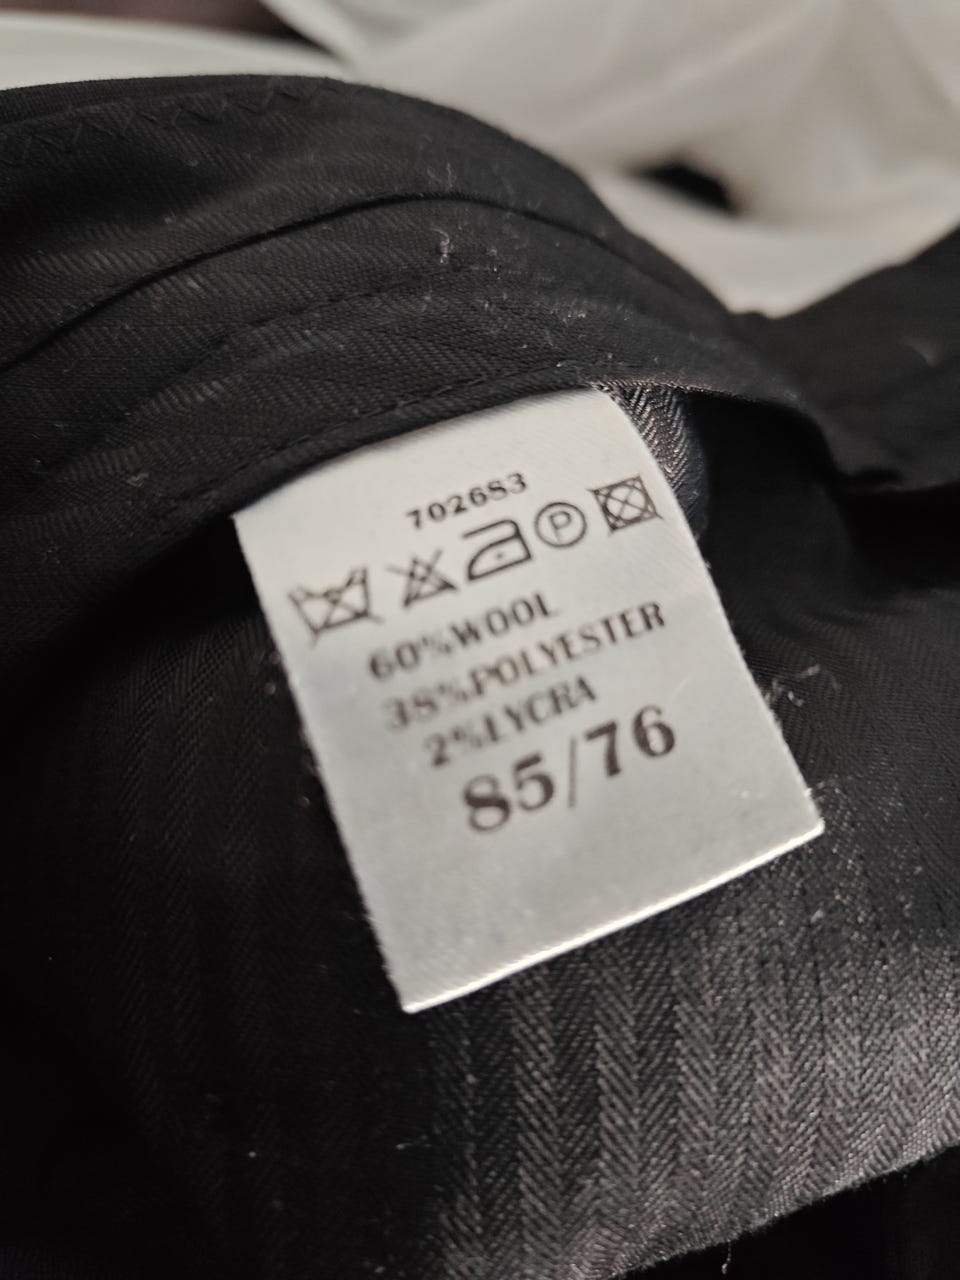 702683
P
60%WOOL
38%POLYESTER
2%LYCRA
85/76